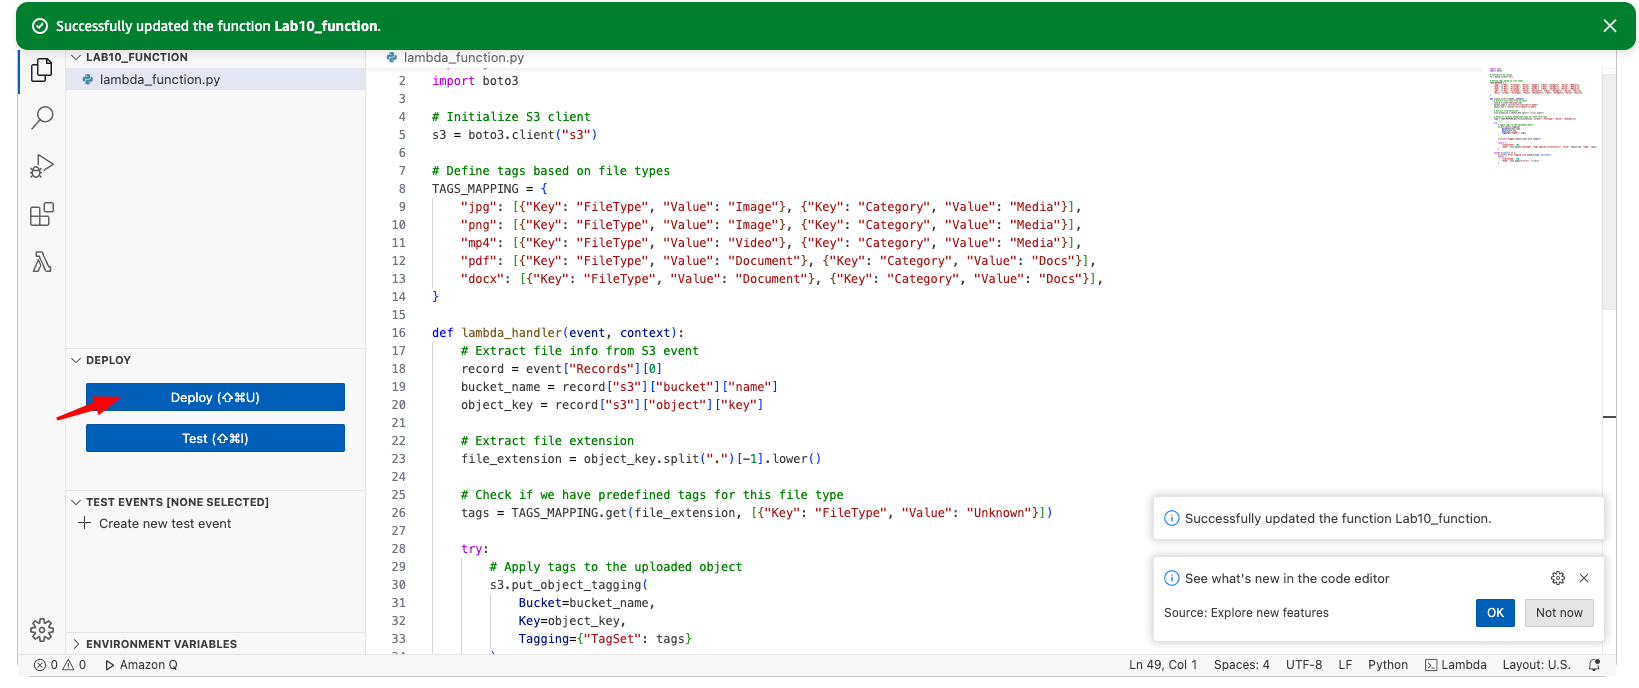 Successfully updated the function Lab10_function.
LAB10_FUNCTION
lambda_function.py
lambda_function.py
2 import boto3
3
4 # Initialize S3 client
5 s3 = boto3.client("s3")
6
7 # Define tags based on file types
8 TAGS_MAPPING = {
9 "jpg": [{"Key": "FileType", "Value": "Image"}, {"Key": "Category", "Value": "Media"}],
10 "png": [{"Key": "FileType", "Value": "Image"}, {"Key": "Category", "Value": "Media"}],
11 "mp4": [{"Key": "FileType", "Value": "Video"}, {"Key": "Category", "Value": "Media"}],
12 "pdf": [{"Key": "FileType", "Value": "Document"}, {"Key": "Category", "Value": "Docs"}],
13 "docx": [{"Key": "FileType", "Value": "Document"}, {"Key": "Category", "Value": "Docs"}],
14 }
15
16 def lambda_handler(event, context):
17 # Extract file info from S3 event
18 record = event["Records"][0]
19 bucket_name = record["s3"]["bucket"]["name"]
20 object_key = record["s3"]["object"]["key"]
21
22 # Extract file extension
23 file_extension = object_key.split(".")[-1].lower()
24
25 # Check if we have predefined tags for this file type
26 tags = TAGS_MAPPING.get(file_extension, [{"Key": "FileType", "Value": "Unknown"}])
27
28 try:
29 # Apply tags to the uploaded object
30 s3.put_object_tagging(
31 Bucket=bucket_name,
32 Key=object_key,
33 Tagging={"TagSet": tags}
DEPLOY
Deploy (⇧⌘U)
Test (⇧⌘I)
TEST EVENTS [NONE SELECTED]
Create new test event
ENVIRONMENT VARIABLES
Successfully updated the function Lab10_function.
See what's new in the code editor
Source: Explore new features
OK
Not now
0 0 Amazon Q
Ln 49, Col 1 Spaces: 4 UTF-8 LF Python Lambda Layout: U.S.